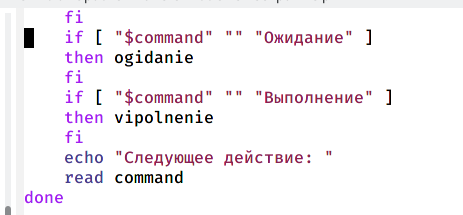 fi
if [ "$command" "" "Ожидание" ]
then ogidanie
fi
if [ "$command" "" "Выполнение" ]
then vipolnenie
fi
echo "Следующее действие: "
read command
done